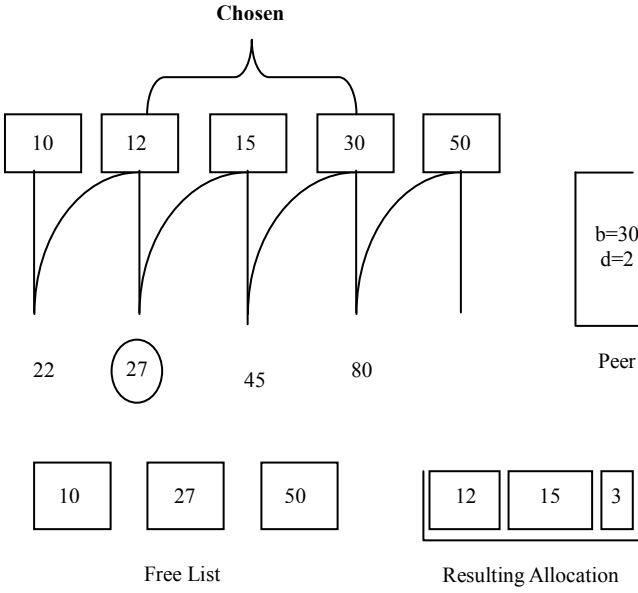 Chosen
10 12 15 30 50
b=30
d=2
Peer
22 27 45 80
10 27 50 12 15 3
Free List Resulting Allocation